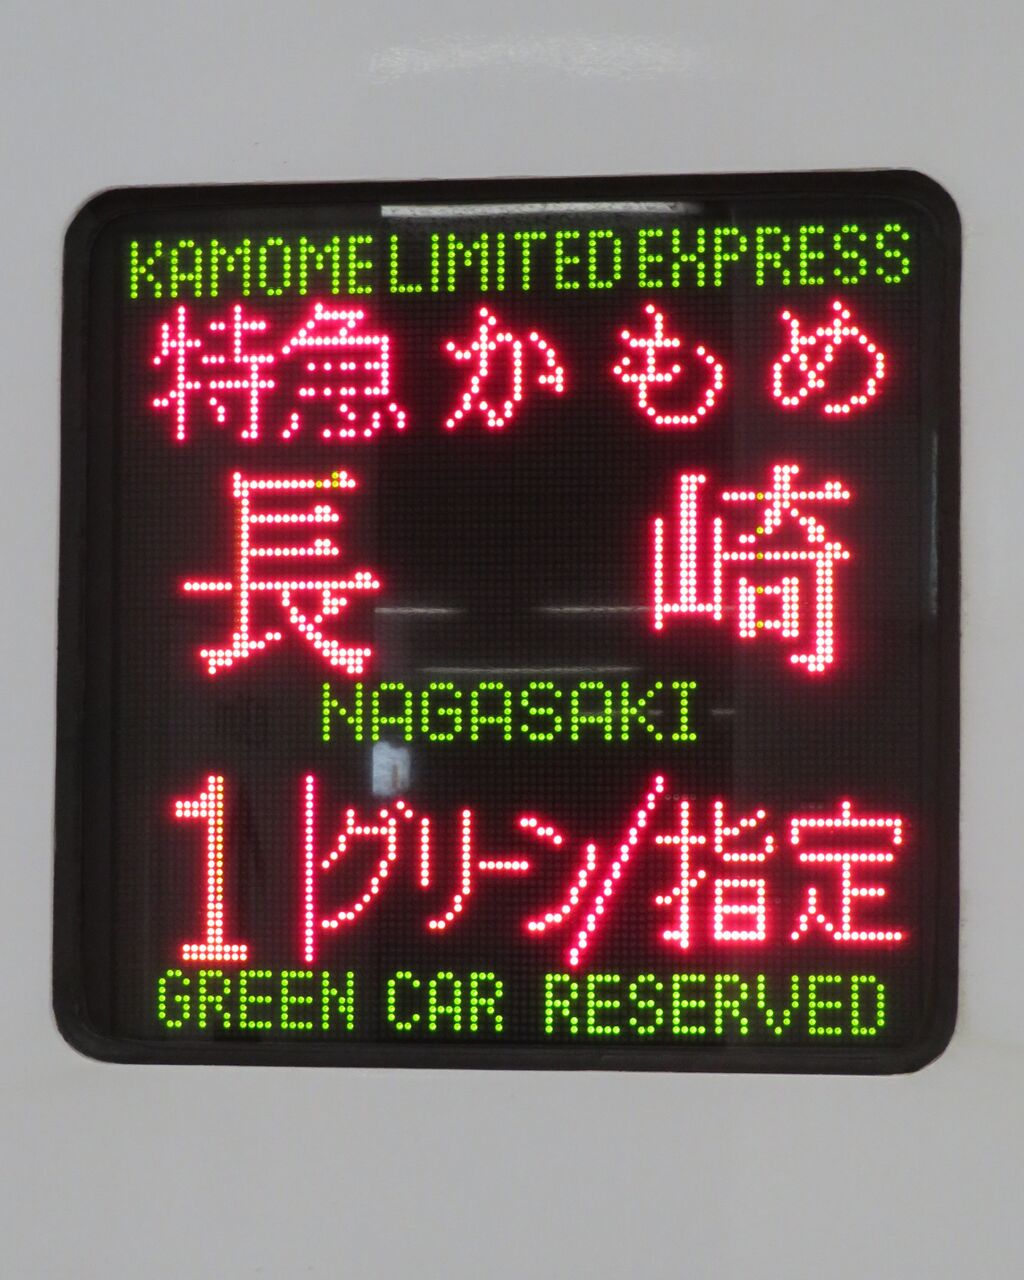 KAMOME LIMITED EXPRESS
特急 かもめ
長 崎
NAGASAKI
1|グリーン/指定
GREEN CAR RESERVED